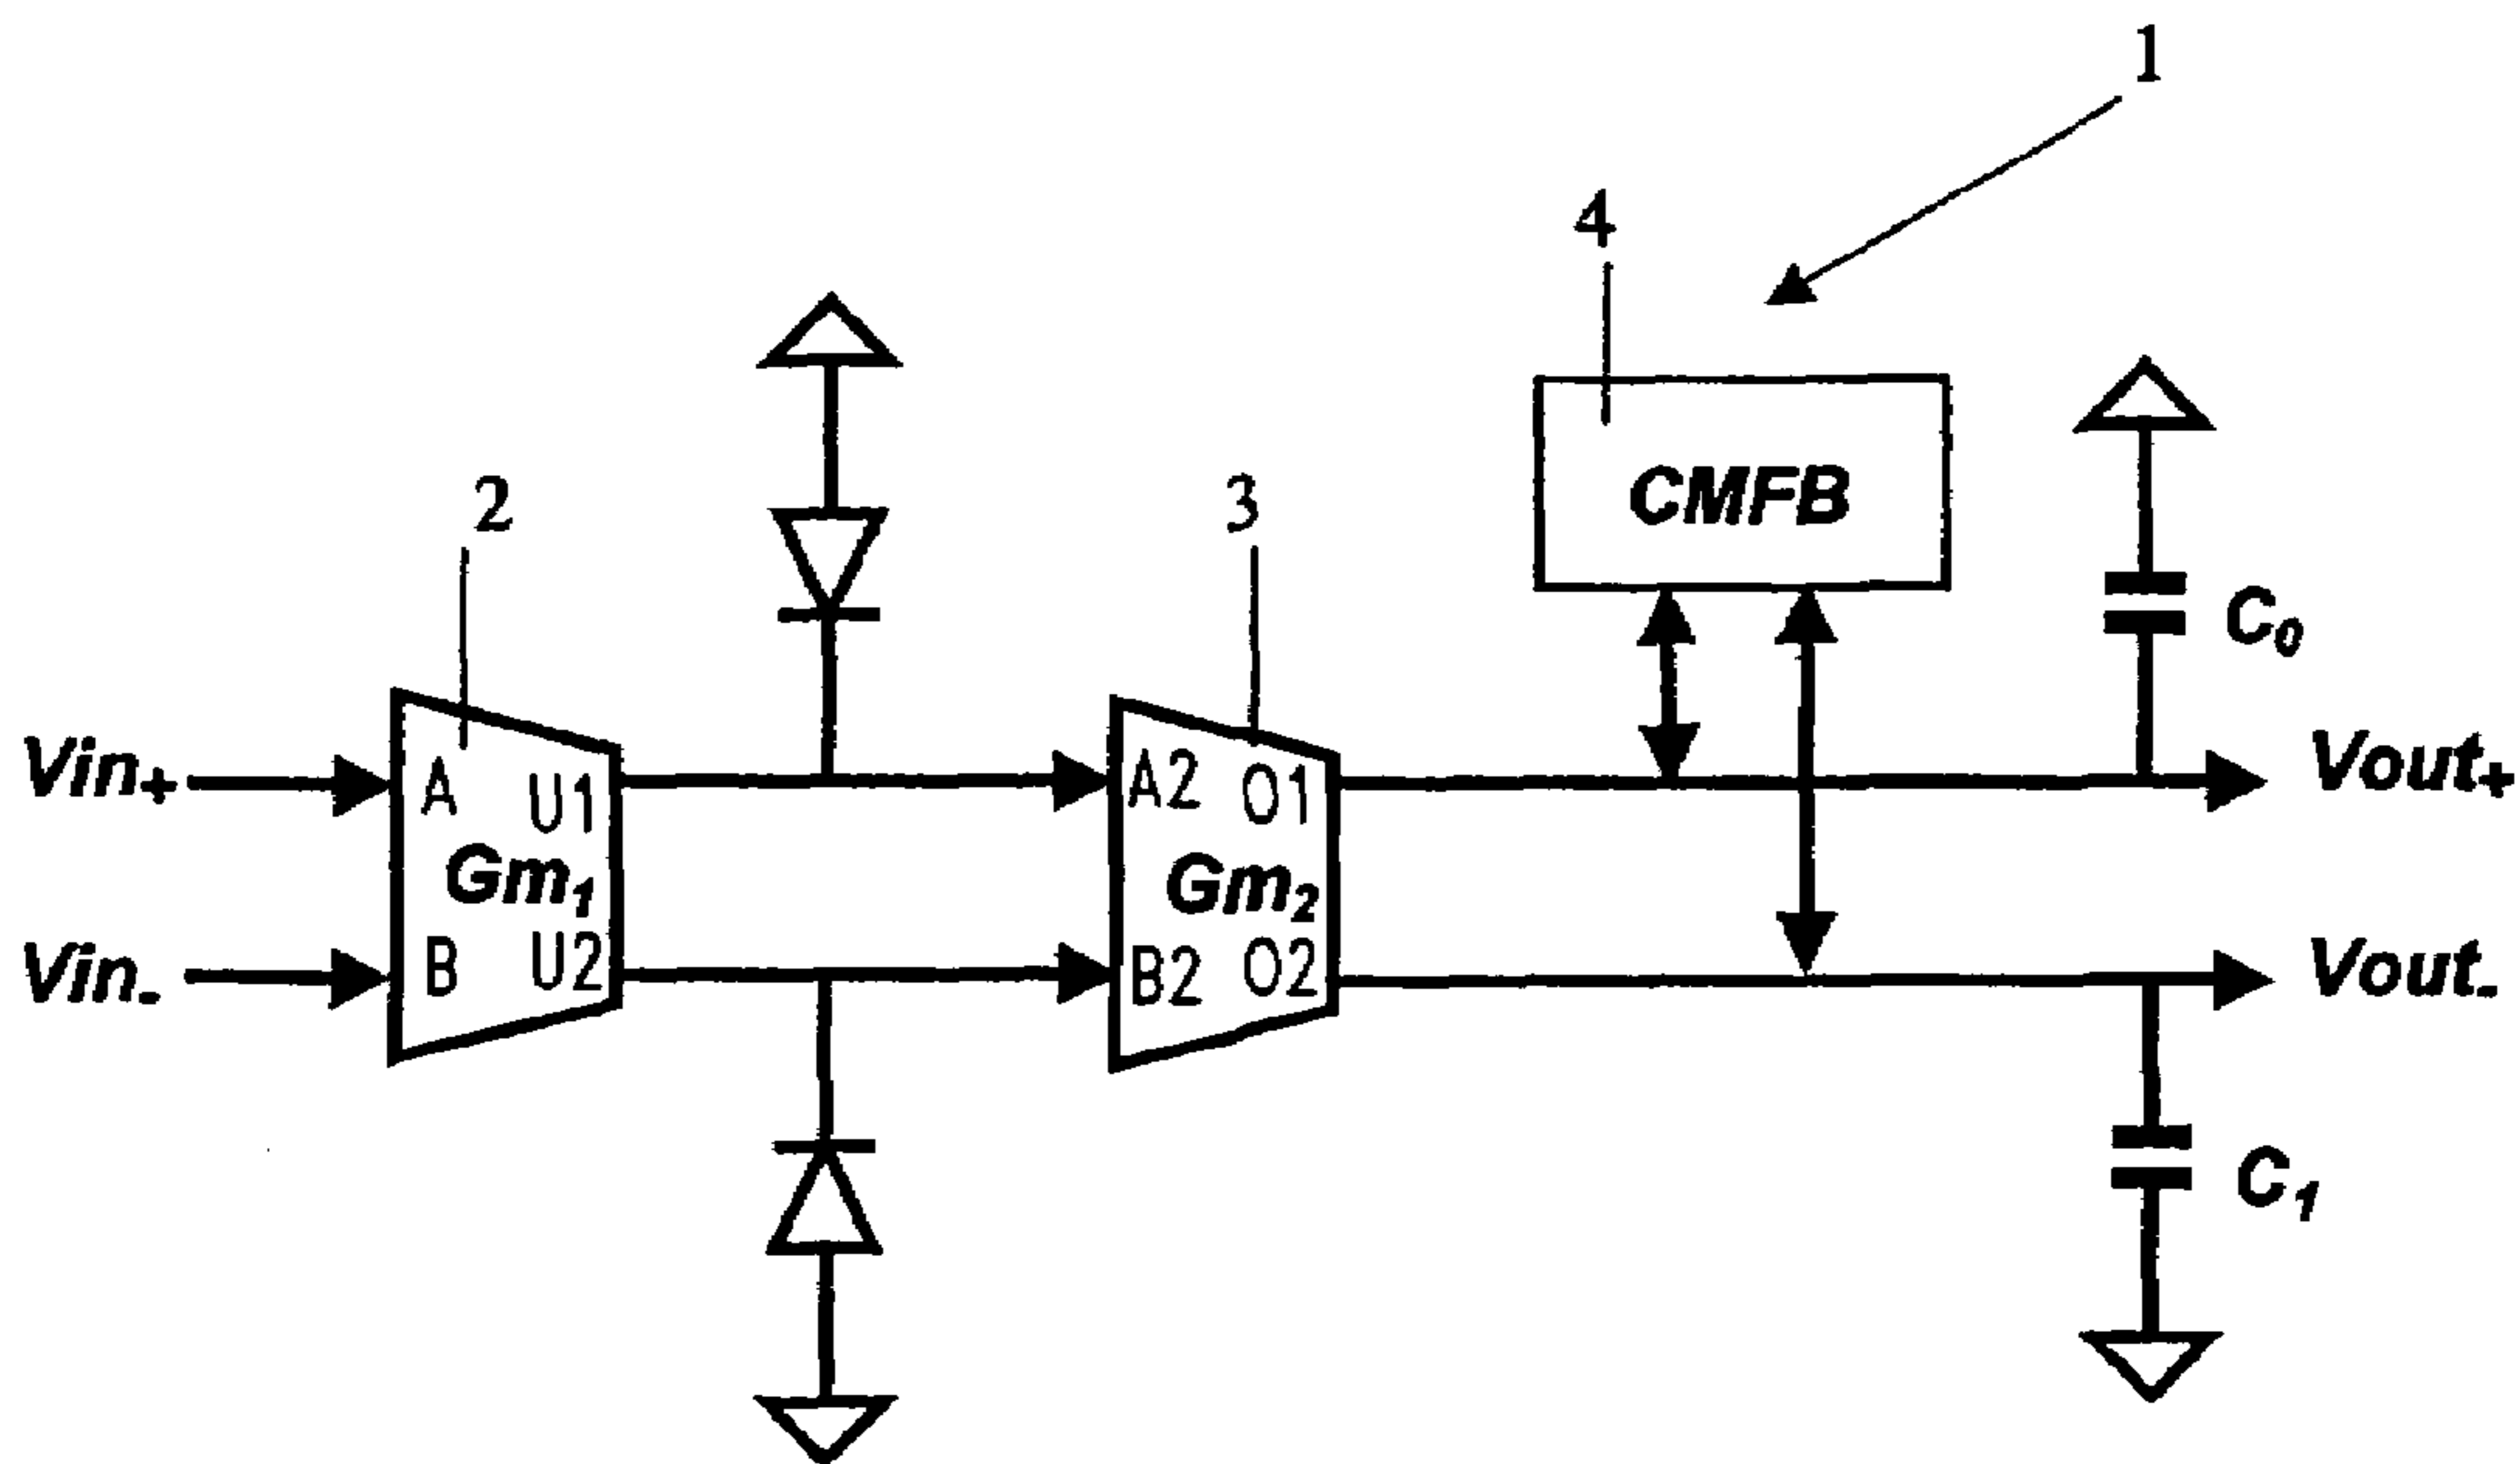 1
4
2
3
CMFB
C0
Vin+
A
U1
A2
O1
Vout+
Gm1
Gm2
Vin-
B
U2
B2
O2
Vout-
C1